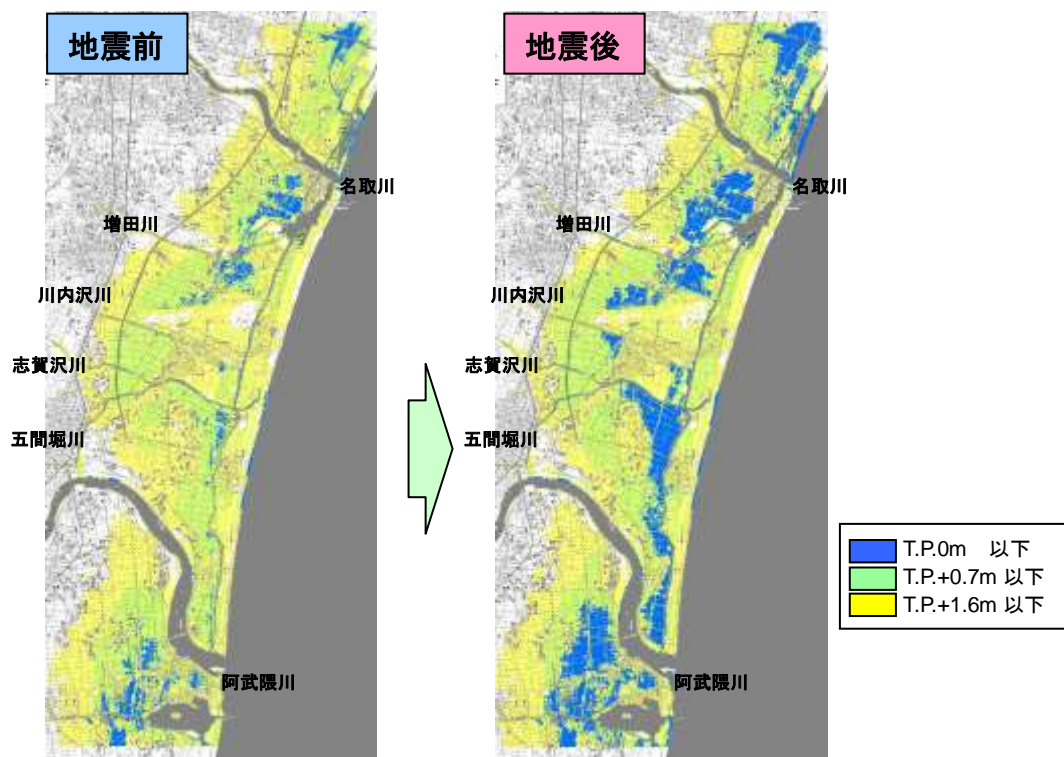 地震前
名取川
増田川
川内沢川
志賀沢川
五間堀川
阿武隈川
地震後
名取川
増田川
川内沢川
志賀沢川
五間堀川
阿武隈川
T.P.0m 以下
T.P.+0.7m 以下
T.P.+1.6m 以下